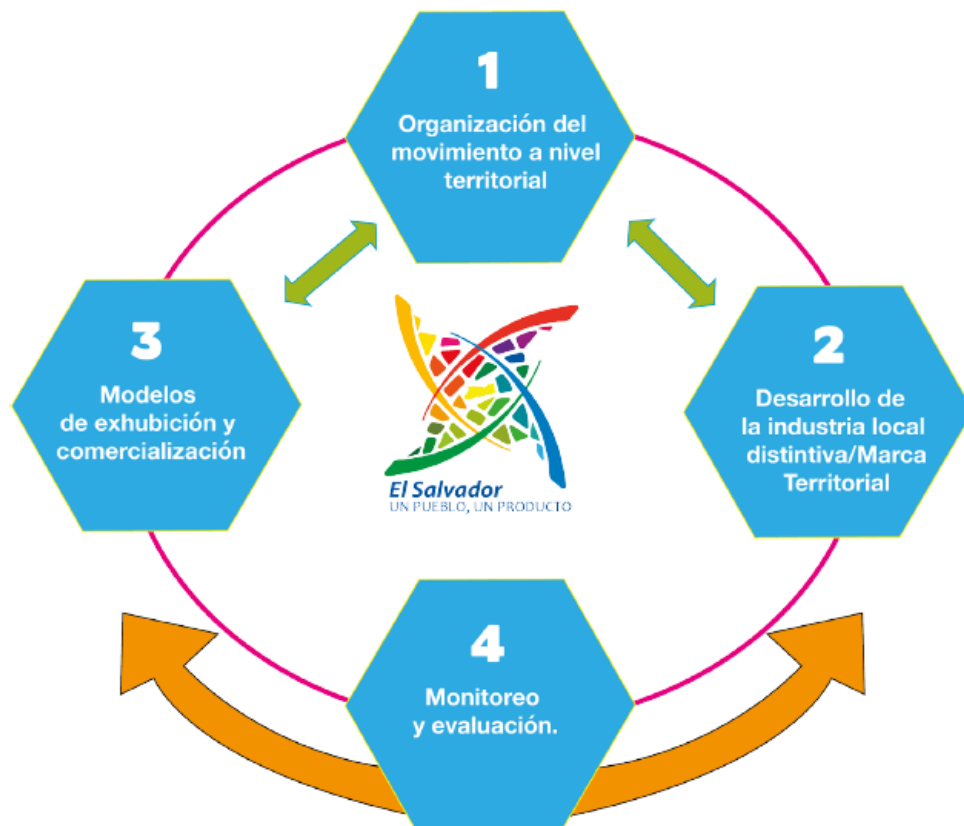 1
Organización del
movimiento a nivel
territorial
3
Modelos
de exhubición y
comercialización
2
Desarrollo de
la industria local
distintiva/Marca
Territorial
El Salvador
UN PUEBLO, UN PRODUCTO
4
Monitoreo
y evaluación.